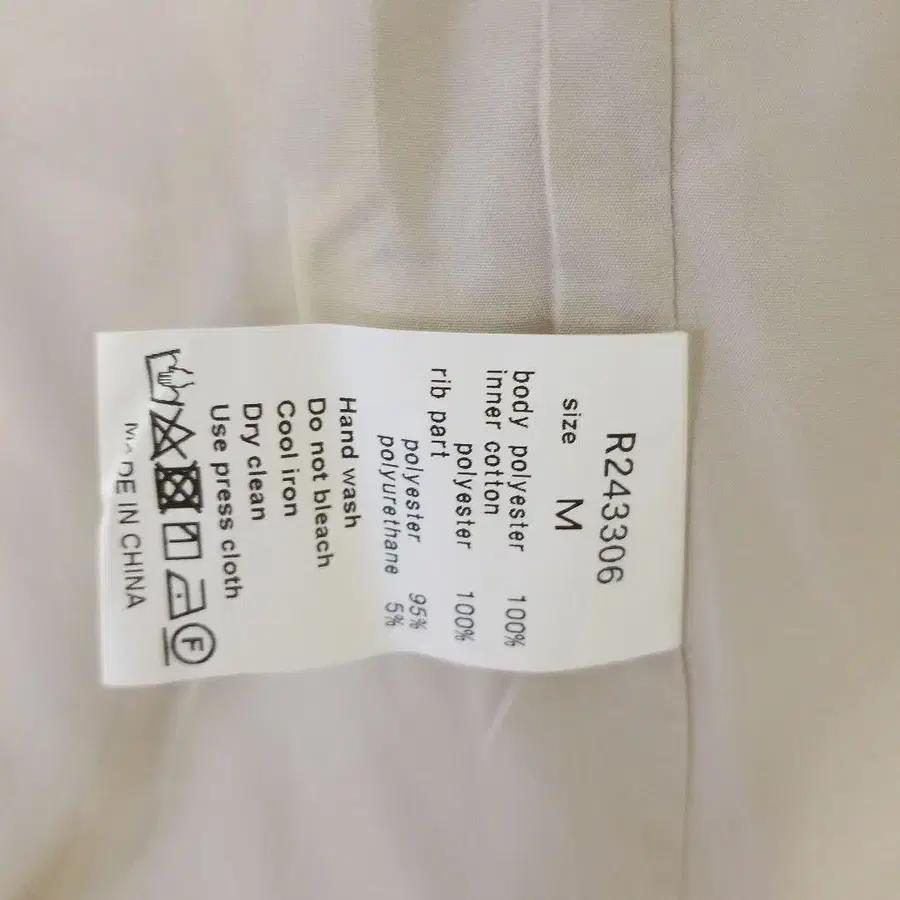 R243306
size M
body polyester 100%
inner cotton
polyester 100%
rib part
polyester 95%
polyurethane 5%
Hand wash
Do not bleach
Cool iron
Dry clean
Use press cloth
F
MADE IN CHINA